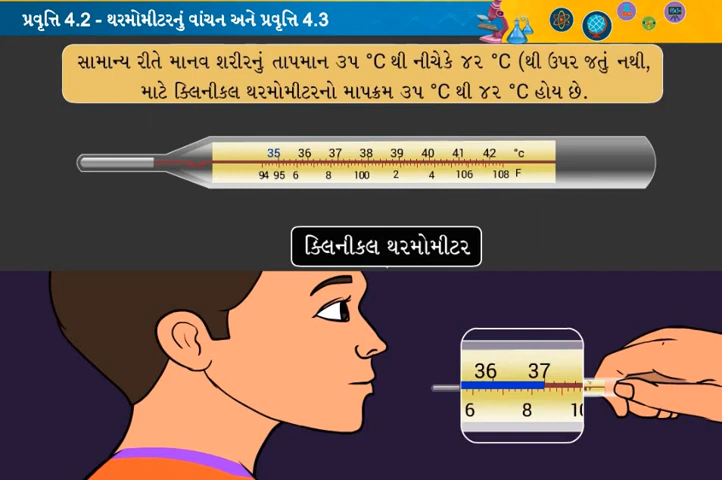 પ્રવૃત્તિ 4.2 - થરમોમીટરનું વાંચન અને પ્રવૃત્તિ 4.3
સામાન્ય રીતે માનવ શરીરનું તાપમાન ૩૫ °C થી નીચેકે ૪૨ °C (થી ઉપર જતું નથી,
માટે ક્લિનીકલ થરમોમીટરનો માપક્રમ ૩૫ °C થી ૪૨ °C હોય છે.
35 36 37 38 39 40 41 42 °c
94 95 6 8 100 2 4 106 108 F
ક્લિનીકલ થરમોમીટર
36 37
6 8 10